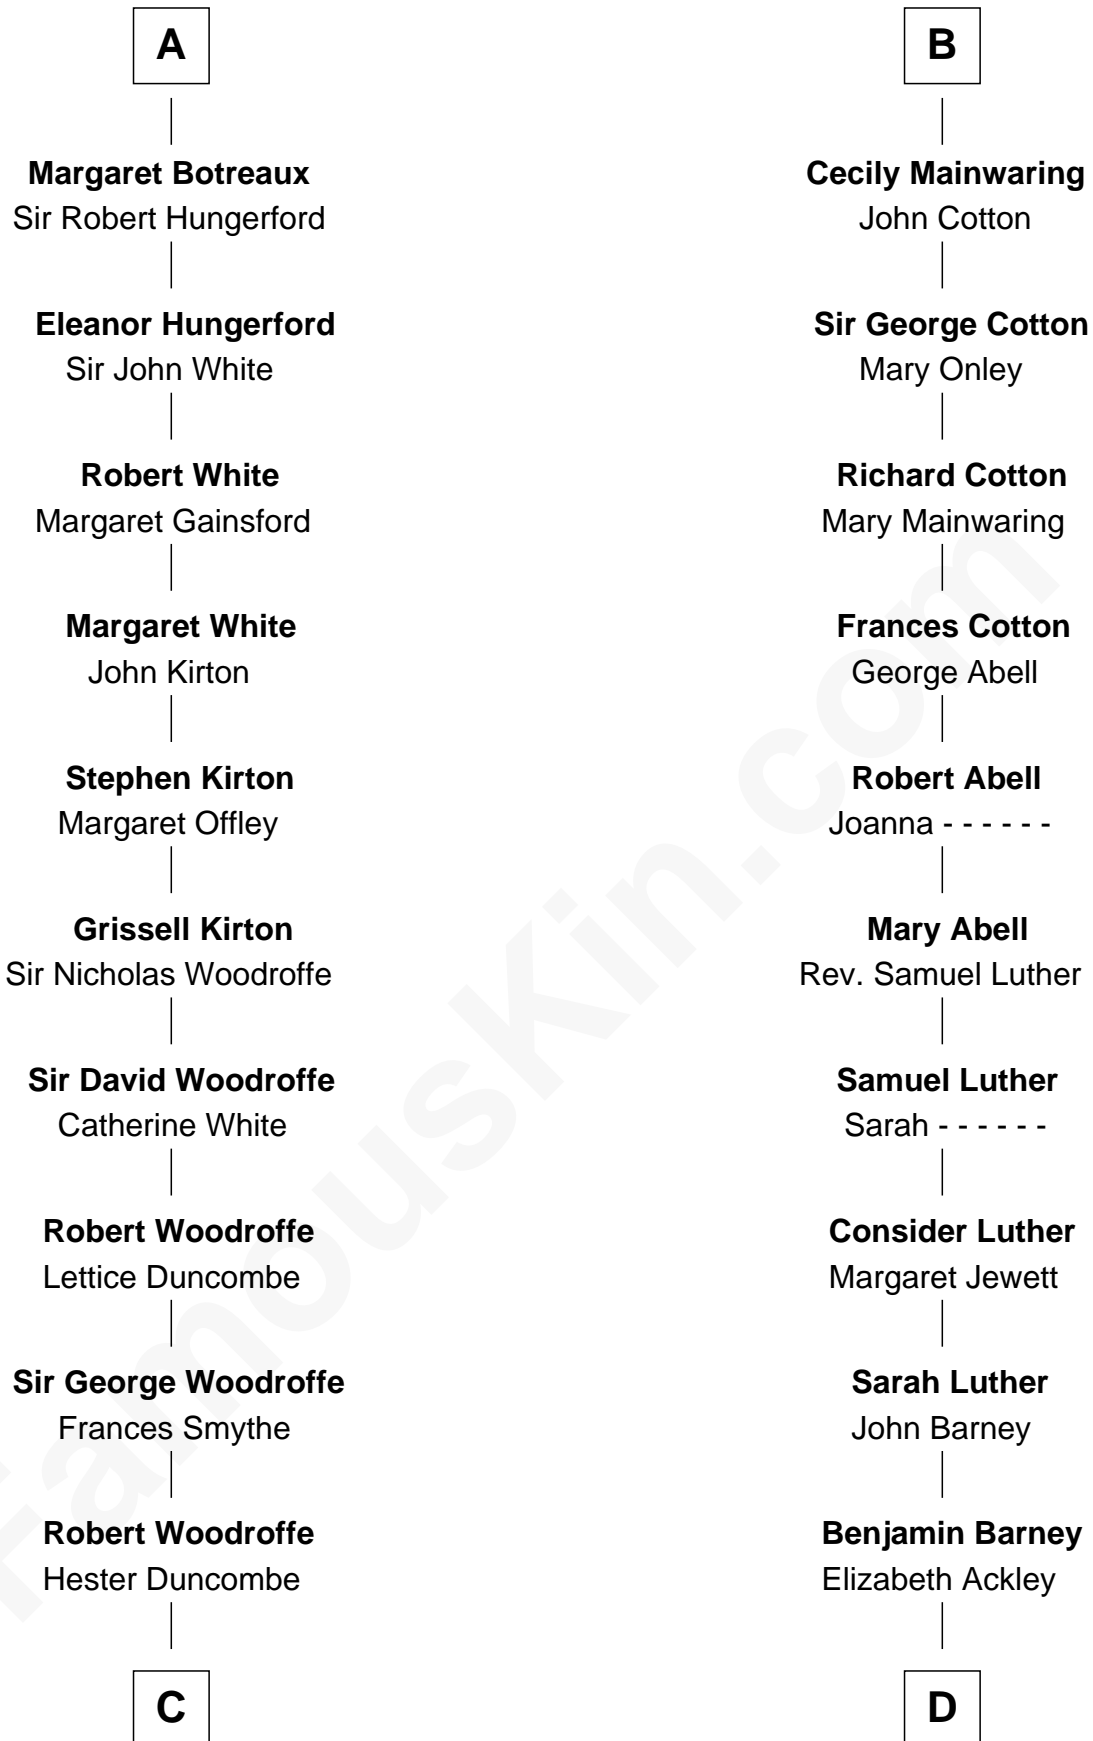 A
Margaret Botreaux
Sir Robert Hungerford
Eleanor Hungerford
Sir John White
Robert White
Margaret Gainsford
Margaret White
John Kirton
Stephen Kirton
Margaret Offley
Grissell Kirton
Sir Nicholas Woodroffe
Sir David Woodroffe
Catherine White
Robert Woodroffe
Lettice Duncombe
Sir George Woodroffe
Frances Smythe
Robert Woodroffe
Hester Duncombe
C
B
Cecily Mainwaring
John Cotton
Sir George Cotton
Mary Onley
Richard Cotton
Mary Mainwaring
Frances Cotton
George Abell
Robert Abell
Joanna - - - - - -
Mary Abell
Rev. Samuel Luther
Samuel Luther
Sarah - - - - - -
Consider Luther
Margaret Jewett
Sarah Luther
John Barney
Benjamin Barney
Elizabeth Ackley
D
FamousKin.com